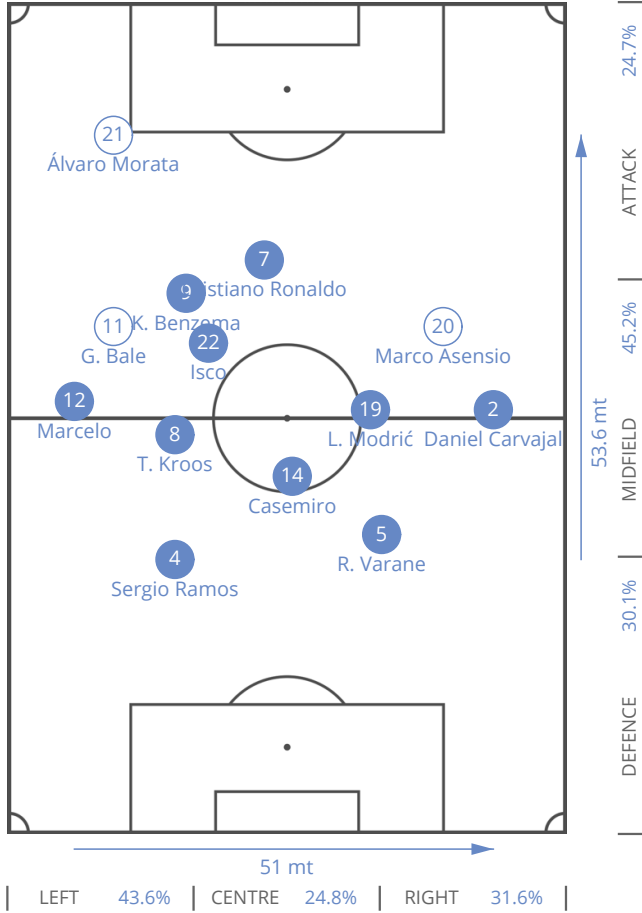 21
Álvaro Morata
7
Cristiano Ronaldo
9
K. Benzema
11
G. Bale
22
Isco
20
Marco Asensio
12
Marcelo
8
T. Kroos
19
L. Modrić
2
Daniel Carvajal
14
Casemiro
5
R. Varane
4
Sergio Ramos
24.7%
ATTACK
45.2%
MIDFIELD
30.1%
DEFENCE
53.6 mt
51 mt
LEFT 43.6% CENTRE 24.8% RIGHT 31.6%